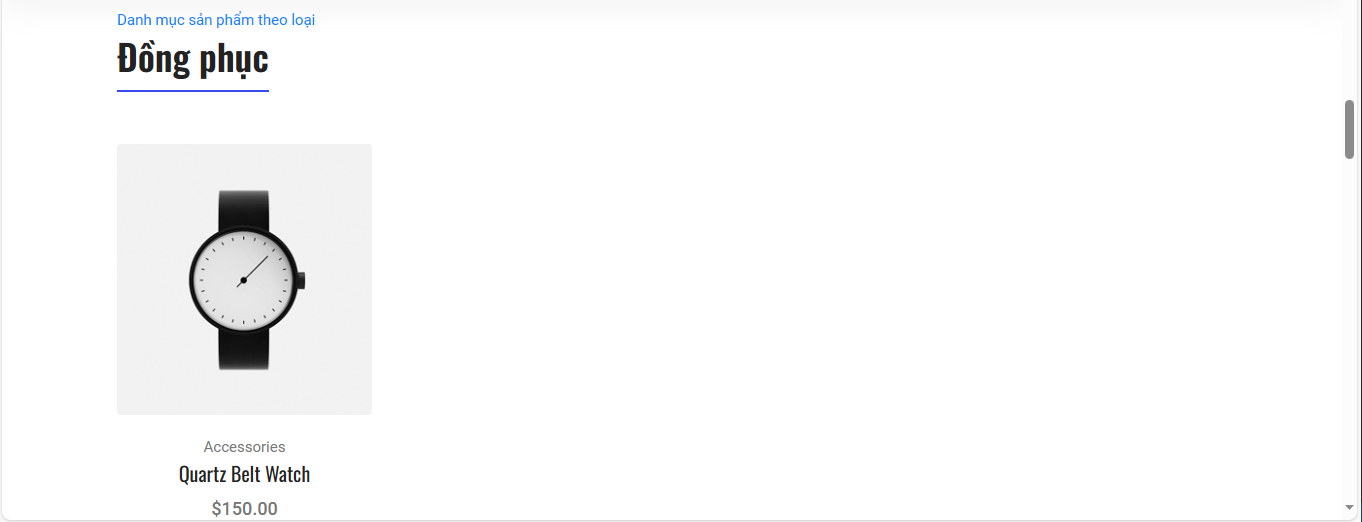 Danh mục sản phẩm theo loại
Đồng phục
Accessories
Quartz Belt Watch
$150.00